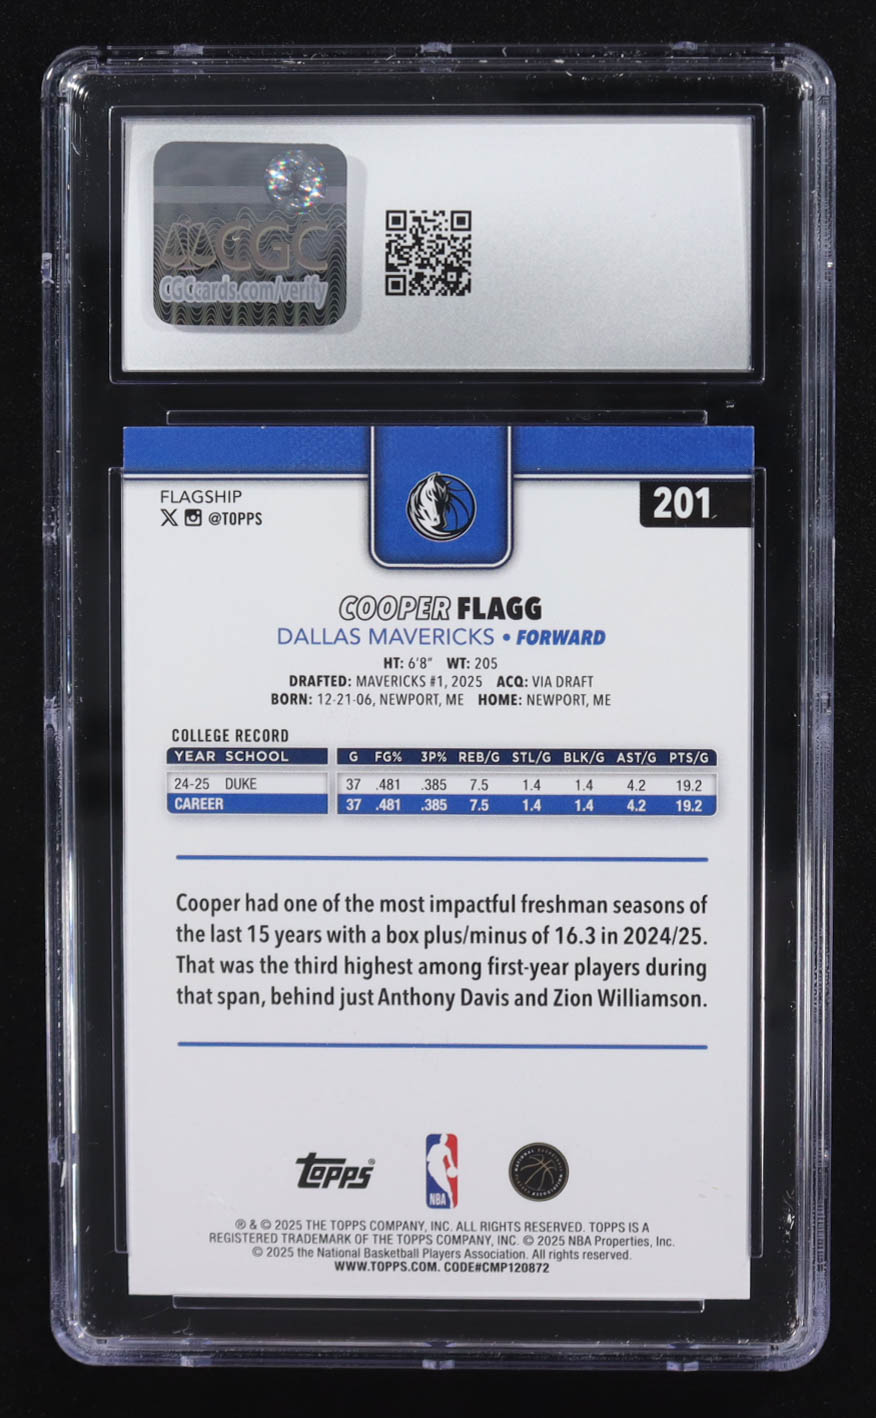 CGC
CGCcards.com/verify
FLAGSHIP
@TOPPS
201
COOPER FLAGG
DALLAS MAVERICKS • FORWARD
HT: 6'8" WT: 205
DRAFTED: MAVERICKS #1, 2025 ACQ: VIA DRAFT
BORN: 12-21-06, NEWPORT, ME HOME: NEWPORT, ME
COLLEGE RECORD
YEAR SCHOOL G FG% 3P% REB/G STL/G BLK/G AST/G PTS/G
24-25 DUKE 37 .481 .385 7.5 1.4 1.4 4.2 19.2
CAREER 37 .481 .385 7.5 1.4 1.4 4.2 19.2
Cooper had one of the most impactful freshman seasons of
the last 15 years with a box plus/minus of 16.3 in 2024/25.
That was the third highest among first-year players during
that span, behind just Anthony Davis and Zion Williamson.
Topps®
NBA
NATIONAL BASKETBALL PLAYERS ASSOCIATION
® & © 2025 THE TOPPS COMPANY, INC. ALL RIGHTS RESERVED. TOPPS IS A
REGISTERED TRADEMARK OF THE TOPPS COMPANY, INC. © 2025 NBA Properties, Inc.
© 2025 the National Basketball Players Association. All rights reserved.
WWW.TOPPS.COM. CODE#CMP120872